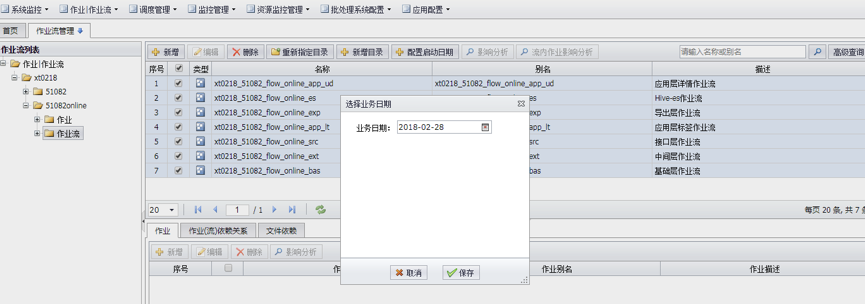 系统监控 作业|作业流 调度管理 监控管理 资源监控管理 批处理系统配置 应用配置
首页 作业流管理
作业流列表
作业|作业流
xt0218
51082
51082online
作业
作业流
新增 编辑 删除 重新指定目录 新增目录 配置启动日期 影响分析 流内作业影响分析 请输入名称或别名 高级查询
序号 类型 名称 别名 描述
1 xt0218_51082_flow_online_app_ud xt0218_51082_flow_online_app_ud 应用层详情作业流
2 xt0218_51082_flow_online_es _es Hive-es作业流
3 xt0218_51082_flow_online_exp _exp 导出层作业流
4 xt0218_51082_flow_online_app_lt app_lt 应用层标签作业流
5 xt0218_51082_flow_online_src _src 接口层作业流
6 xt0218_51082_flow_online_ext _ext 中间层作业流
7 xt0218_51082_flow_online_bas _bas 基础层作业流
选择业务日期
业务日期: 2018-02-28
取消 保存
20 1 / 1 每页 20 条, 共 7
作业 作业(流)依赖关系 文件依赖
新增 编辑 删除 影响分析
序号 作 作业别名 作业描述